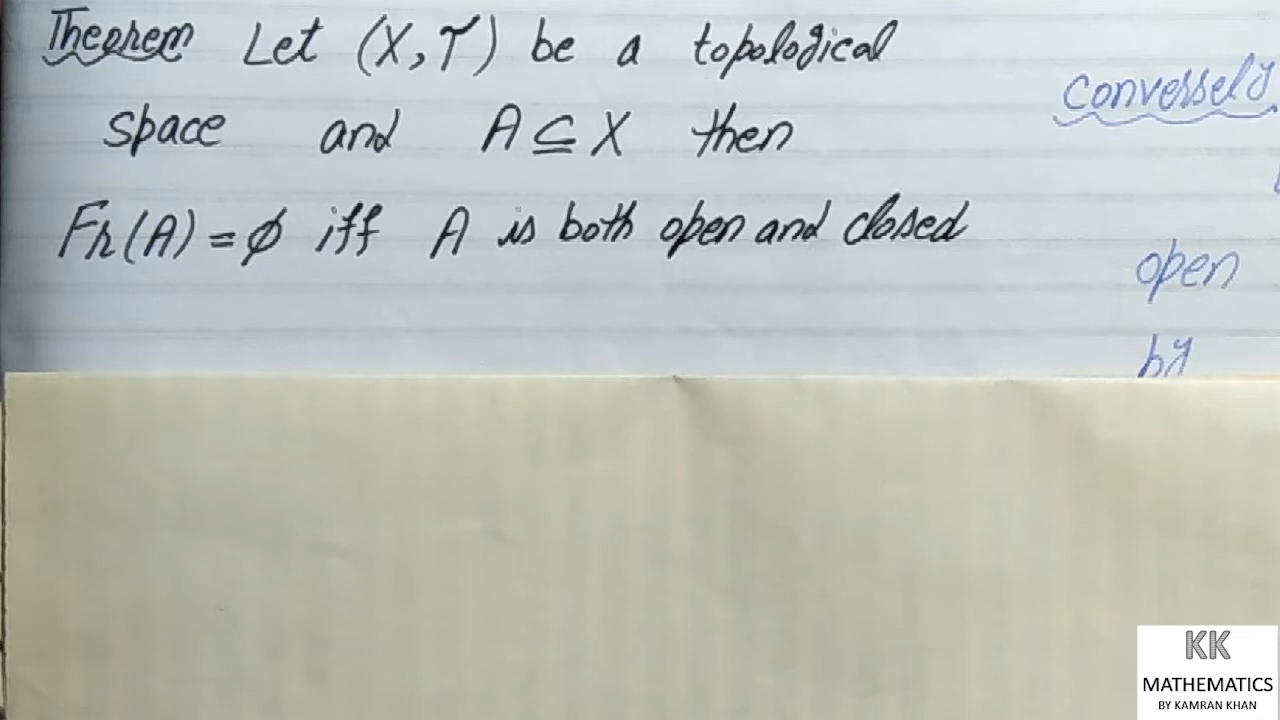 Theorem Let (X, τ) be a topological
space and A ⊆ X then
Fr(A) = ϕ iff A is both open and closed
Conversely
open
by
KK
MATHEMATICS
BY KAMRAN KHAN